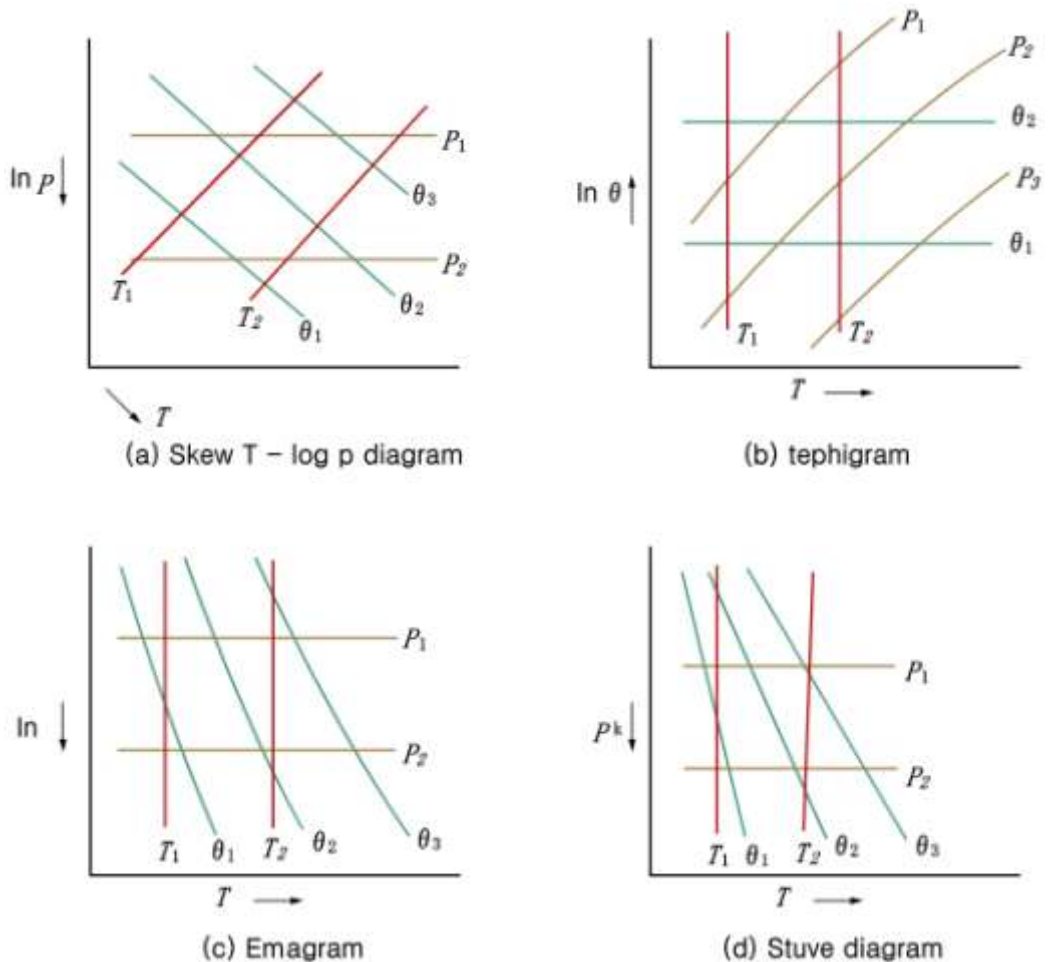 P₁
ln P
θ₃
P₂
T₁
T₂
θ₁
θ₂
T
(a) Skew T - log p diagram
P₁
P₂
θ₂
ln θ
P₃
θ₁
T₁
T₂
T
(b) tephigram
P₁
ln
P₂
T₁
θ₁
T₂
θ₂
θ₃
T
(c) Emagram
P₁
Pᵏ
P₂
T₁
θ₁
T₂
θ₂
θ₃
T
(d) Stuve diagram